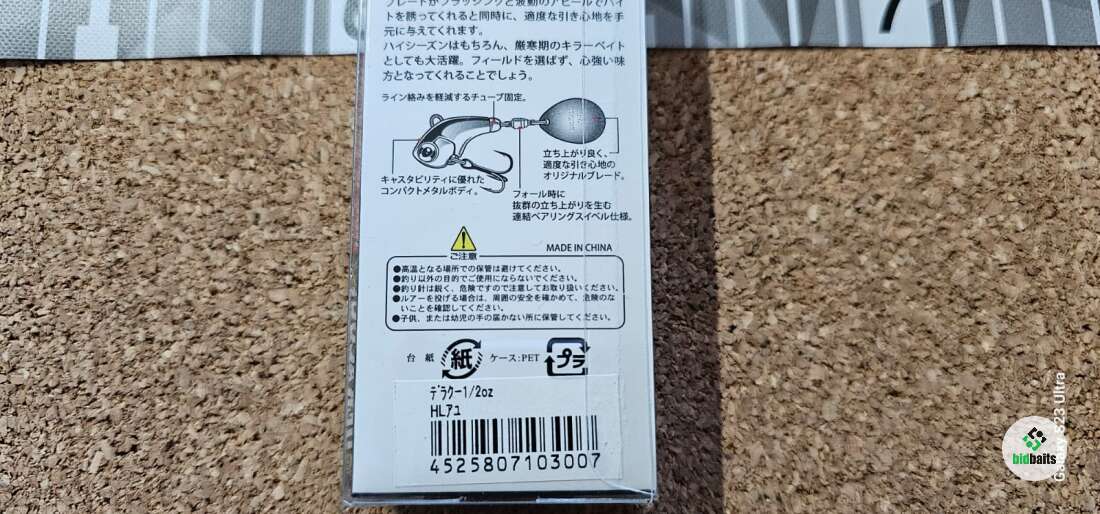 ブレードがフラッシングと波動のアピールでバイ
トを誘ってくれると同時に、適度な引き心地を手
元に与えてくれます。
ハイシーズンはもちろん、厳寒期のキラーベイト
としても大活躍。フィールドを選ばず、心強い味
方となってくれることでしょう。
ライン絡みを軽減するチューブ固定。
立ち上がり良く、
適度な引き心地の
オリジナルブレード。
キャスタビリティに優れた
コンパクトメタルボディ。
フォール時に
抜群の立ち上がりを生む
連結ベアリングスイベル仕様。
ご注意
MADE IN CHINA
●高温となる場所での保管は避けてください。
●釣り以外の目的でご使用にならないでください。
●釣り針は鋭く、危険ですので注意してお取り扱いください。
●ルアーを投げる場合は、周囲の安全を確かめて、危険のな
いことを確認してください。
●子供、または幼児の手の届かない所に保管してください。
台紙 紙 ケース:PET プラ
デラクー1/2oz
HLアユ
4525807103007
bidbaits